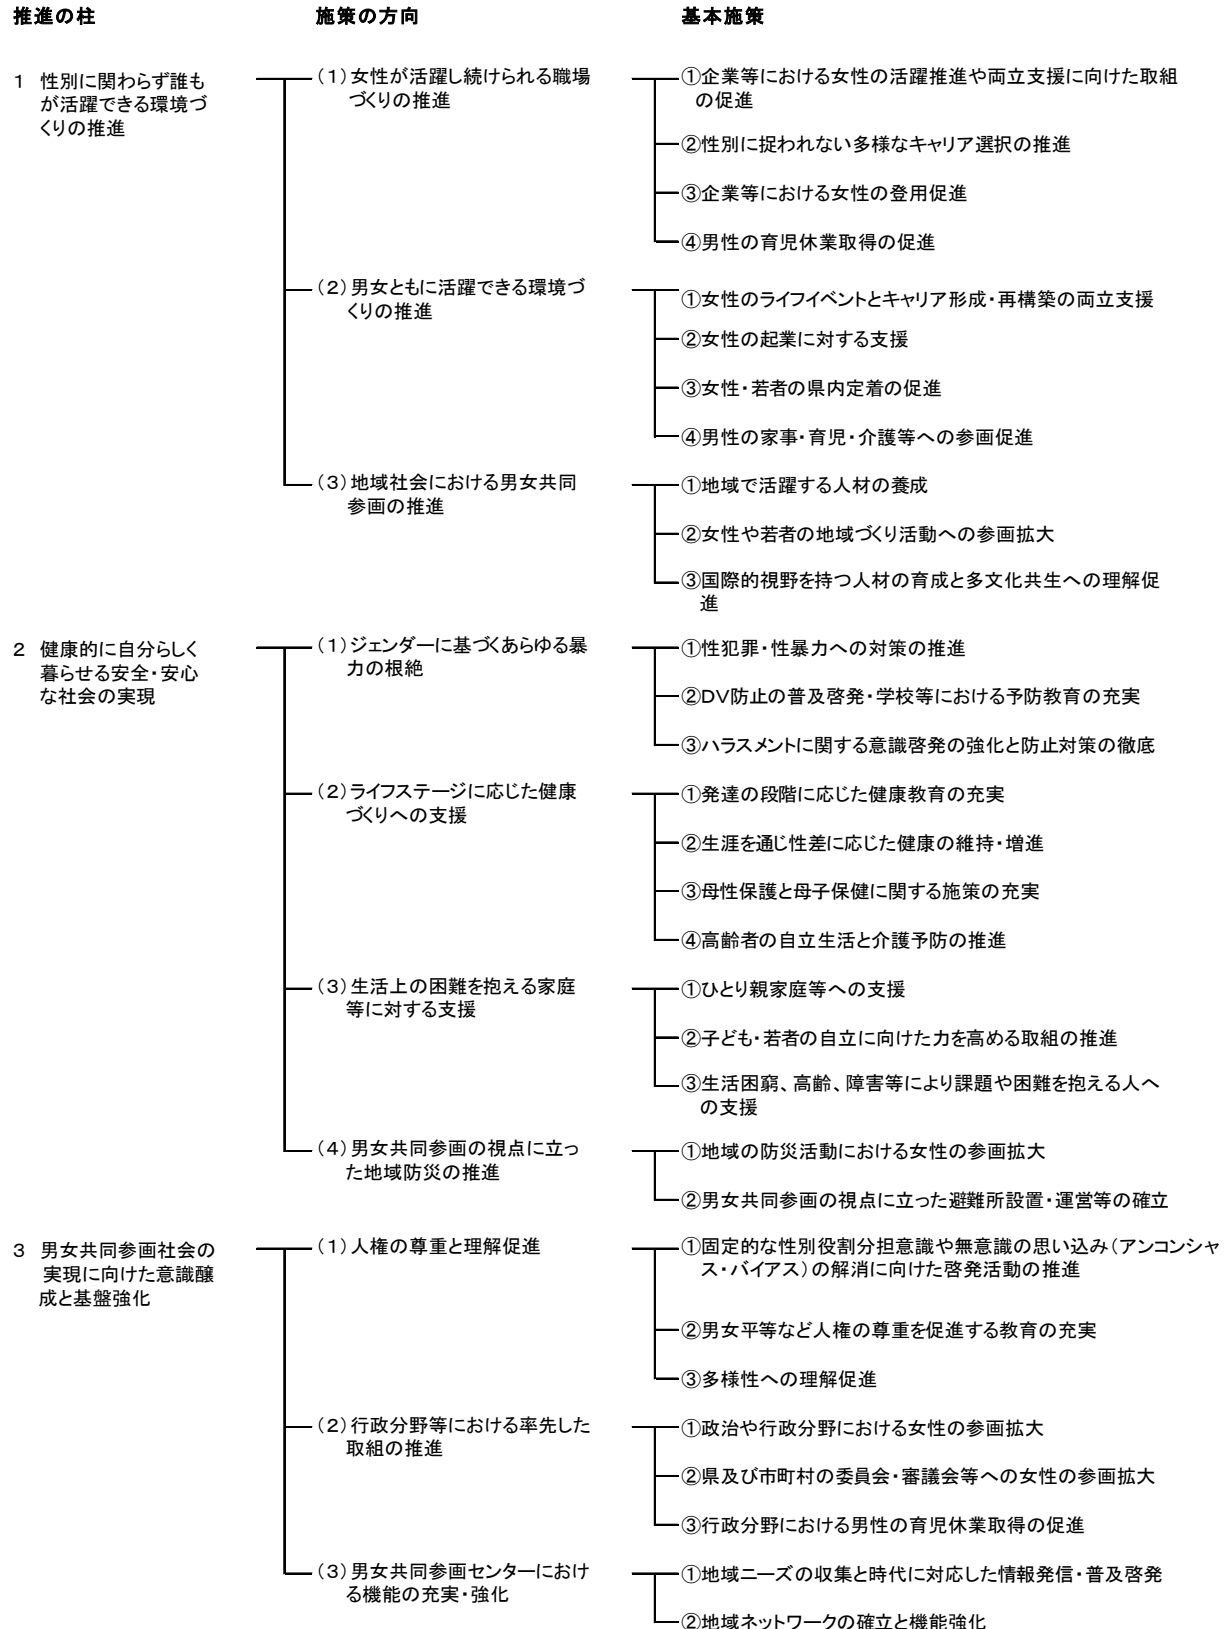 推進の柱　施策の方向　基本施策
1　性別に関わらず誰も
が活躍できる環境づ
くりの推進
（1）女性が活躍し続けられる職場
づくりの推進
①企業等における女性の活躍推進や両立支援に向けた取組
の促進
②性別に捉われない多様なキャリア選択の推進
③企業等における女性の登用促進
④男性の育児休業取得の促進
（2）男女ともに活躍できる環境づ
くりの推進
①女性のライフイベントとキャリア形成・再構築の両立支援
②女性の起業に対する支援
③女性・若者の県内定着の促進
④男性の家事・育児・介護等への参画促進
（3）地域社会における男女共同
参画の推進
①地域で活躍する人材の養成
②女性や若者の地域づくり活動への参画拡大
③国際的視野を持つ人材の育成と多文化共生への理解促
進
2　健康的に自分らしく
暮らせる安全・安心
な社会の実現
（1）ジェンダーに基づくあらゆる暴
力の根絶
①性犯罪・性暴力への対策の推進
②DV防止の普及啓発・学校等における予防教育の充実
③ハラスメントに関する意識啓発の強化と防止対策の徹底
（2）ライフステージに応じた健康
づくりへの支援
①発達の段階に応じた健康教育の充実
②生涯を通じ性差に応じた健康の維持・増進
③母性保護と母子保健に関する施策の充実
④高齢者の自立生活と介護予防の推進
（3）生活上の困難を抱える家庭
等に対する支援
①ひとり親家庭等への支援
②子ども・若者の自立に向けた力を高める取組の推進
③生活困窮、高齢、障害等により課題や困難を抱える人へ
の支援
（4）男女共同参画の視点に立っ
た地域防災の推進
①地域の防災活動における女性の参画拡大
②男女共同参画の視点に立った避難所設置・運営等の確立
3　男女共同参画社会の
実現に向けた意識醸
成と基盤強化
（1）人権の尊重と理解促進
①固定的な性別役割分担意識や無意識の思い込み（アンコンシャ
ス・バイアス）の解消に向けた啓発活動の推進
②男女平等など人権の尊重を促進する教育の充実
③多様性への理解促進
（2）行政分野等における率先した
取組の推進
①政治や行政分野における女性の参画拡大
②県及び市町村の委員会・審議会等への女性の参画拡大
③行政分野における男性の育児休業取得の促進
（3）男女共同参画センターにおけ
る機能の充実・強化
①地域ニーズの収集と時代に対応した情報発信・普及啓発
②地域ネットワークの確立と機能強化